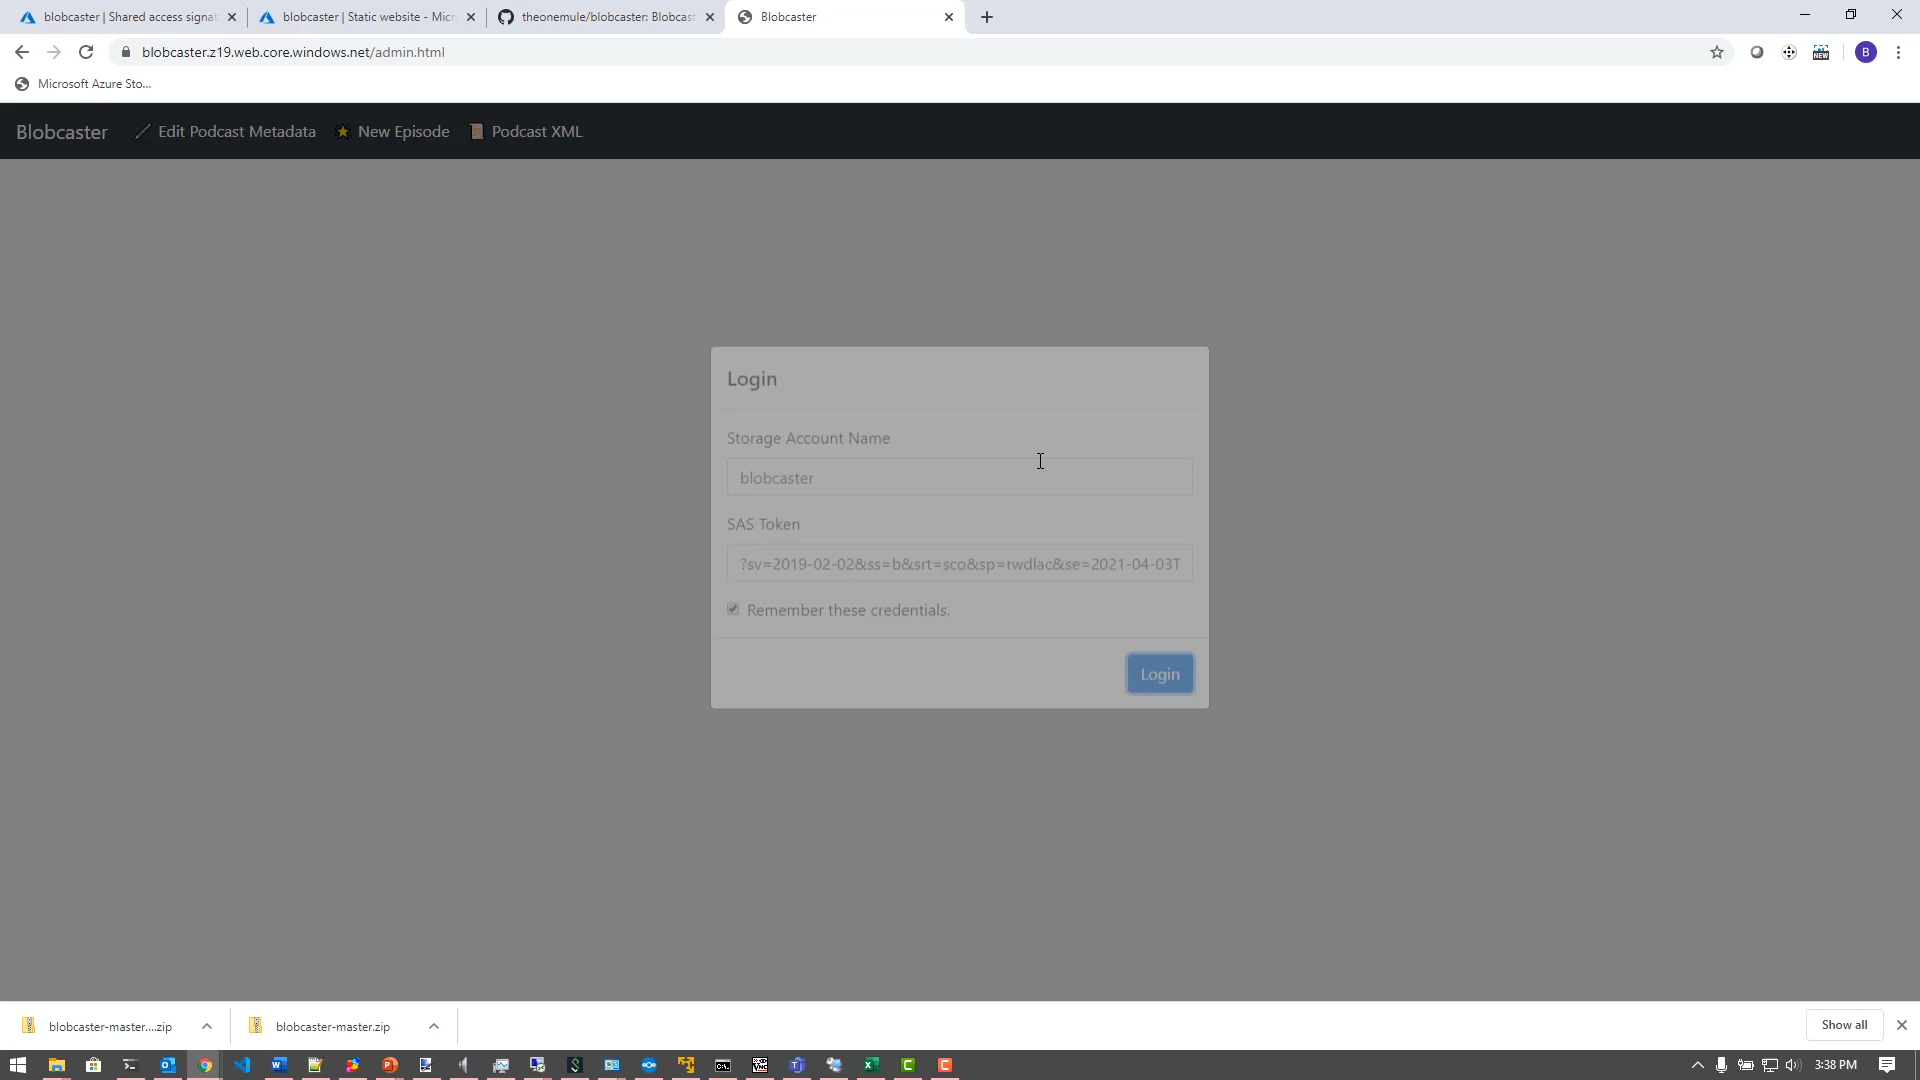 blobcaster | Shared access signat
blobcaster | Static website - Micr
theonemule/blobcaster: Blobcast
Blobcaster
blobcaster.z19.web.core.windows.net/admin.html
NEW
B
Microsoft Azure Sto...
Blobcaster
Edit Podcast Metadata
New Episode
Podcast XML
Login
Storage Account Name
blobcaster
SAS Token
?sv=2019-02-02&ss=b&srt=sco&sp=rwdlac&se=2021-04-03T
Remember these credentials.
Login
blobcaster-master....zip
blobcaster-master.zip
Show all
3:38 PM